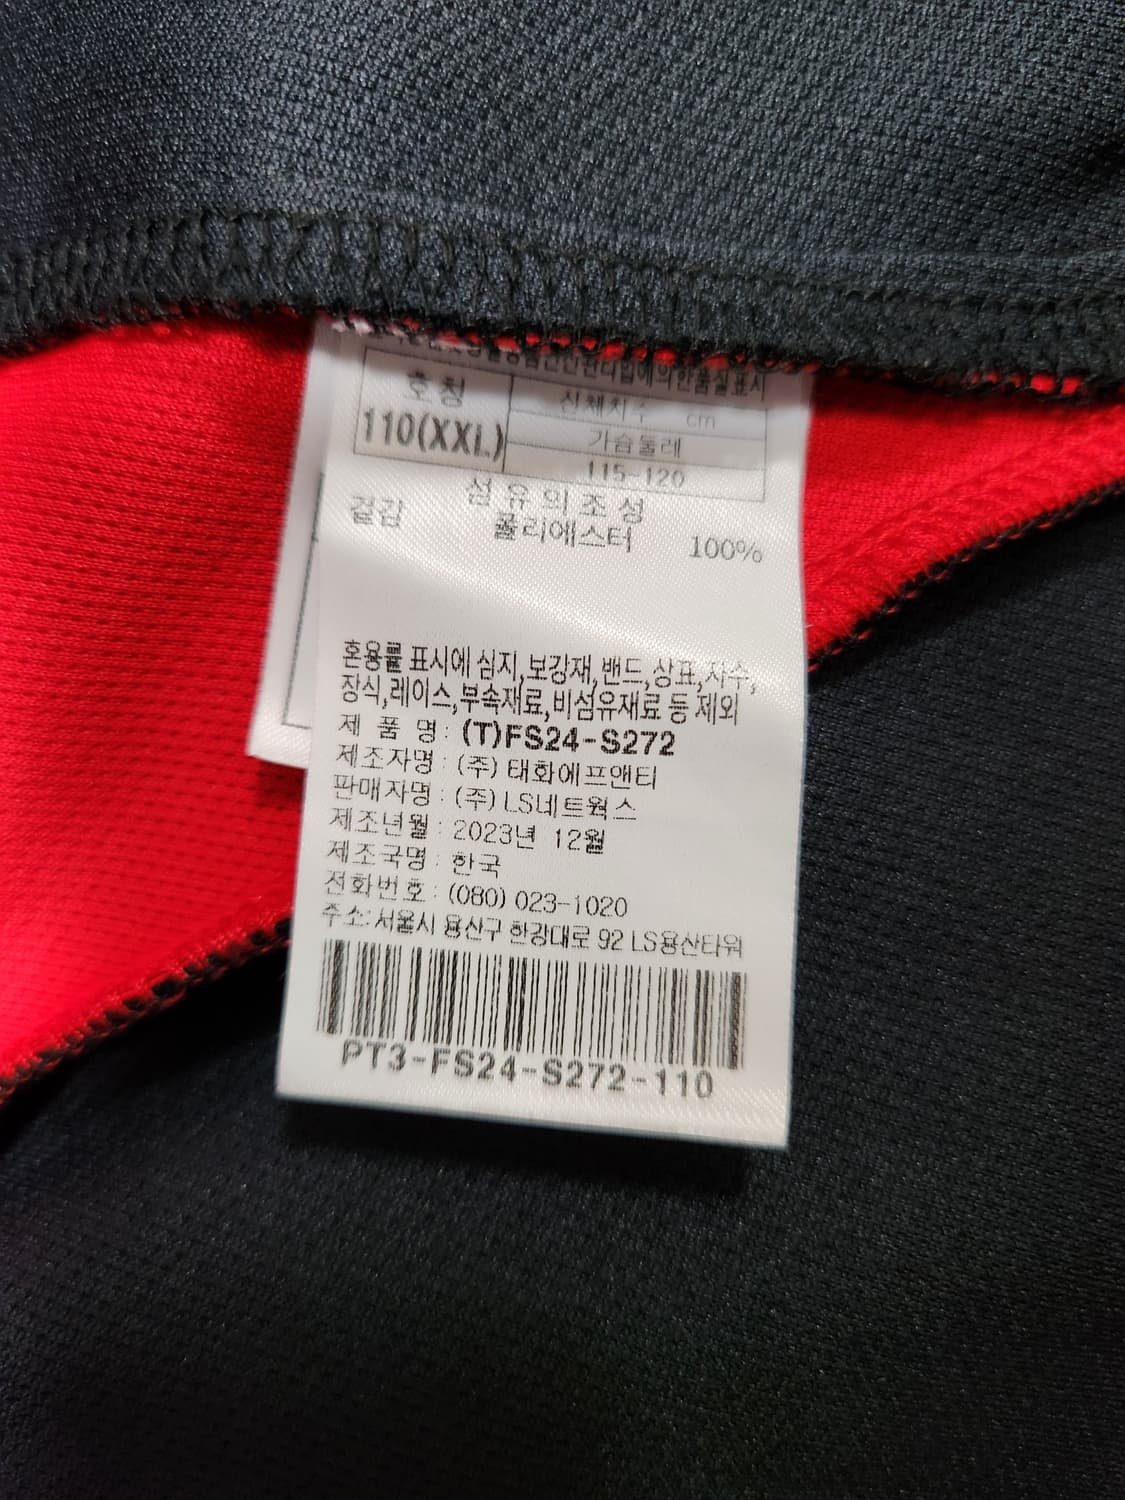 호칭
110(XXL)
신체치수 cm
가슴둘레
115-120
섬유의조성
겉감 폴리에스터 100%
혼용률 표시에 심지,보강재,밴드,상표,자수,
장식,레이스,부속재료,비섬유재료 등 제외
제 품 명 : (T)FS24-S272
제조자명 : (주) 태화에프앤티
판매자명 : (주) LS네트웍스
제조년월 : 2023년 12월
제조국명 : 한국
전화번호 : (080) 023-1020
주소: 서울시 용산구 한강대로 92 LS용산타워
PT3-FS24-S272-110